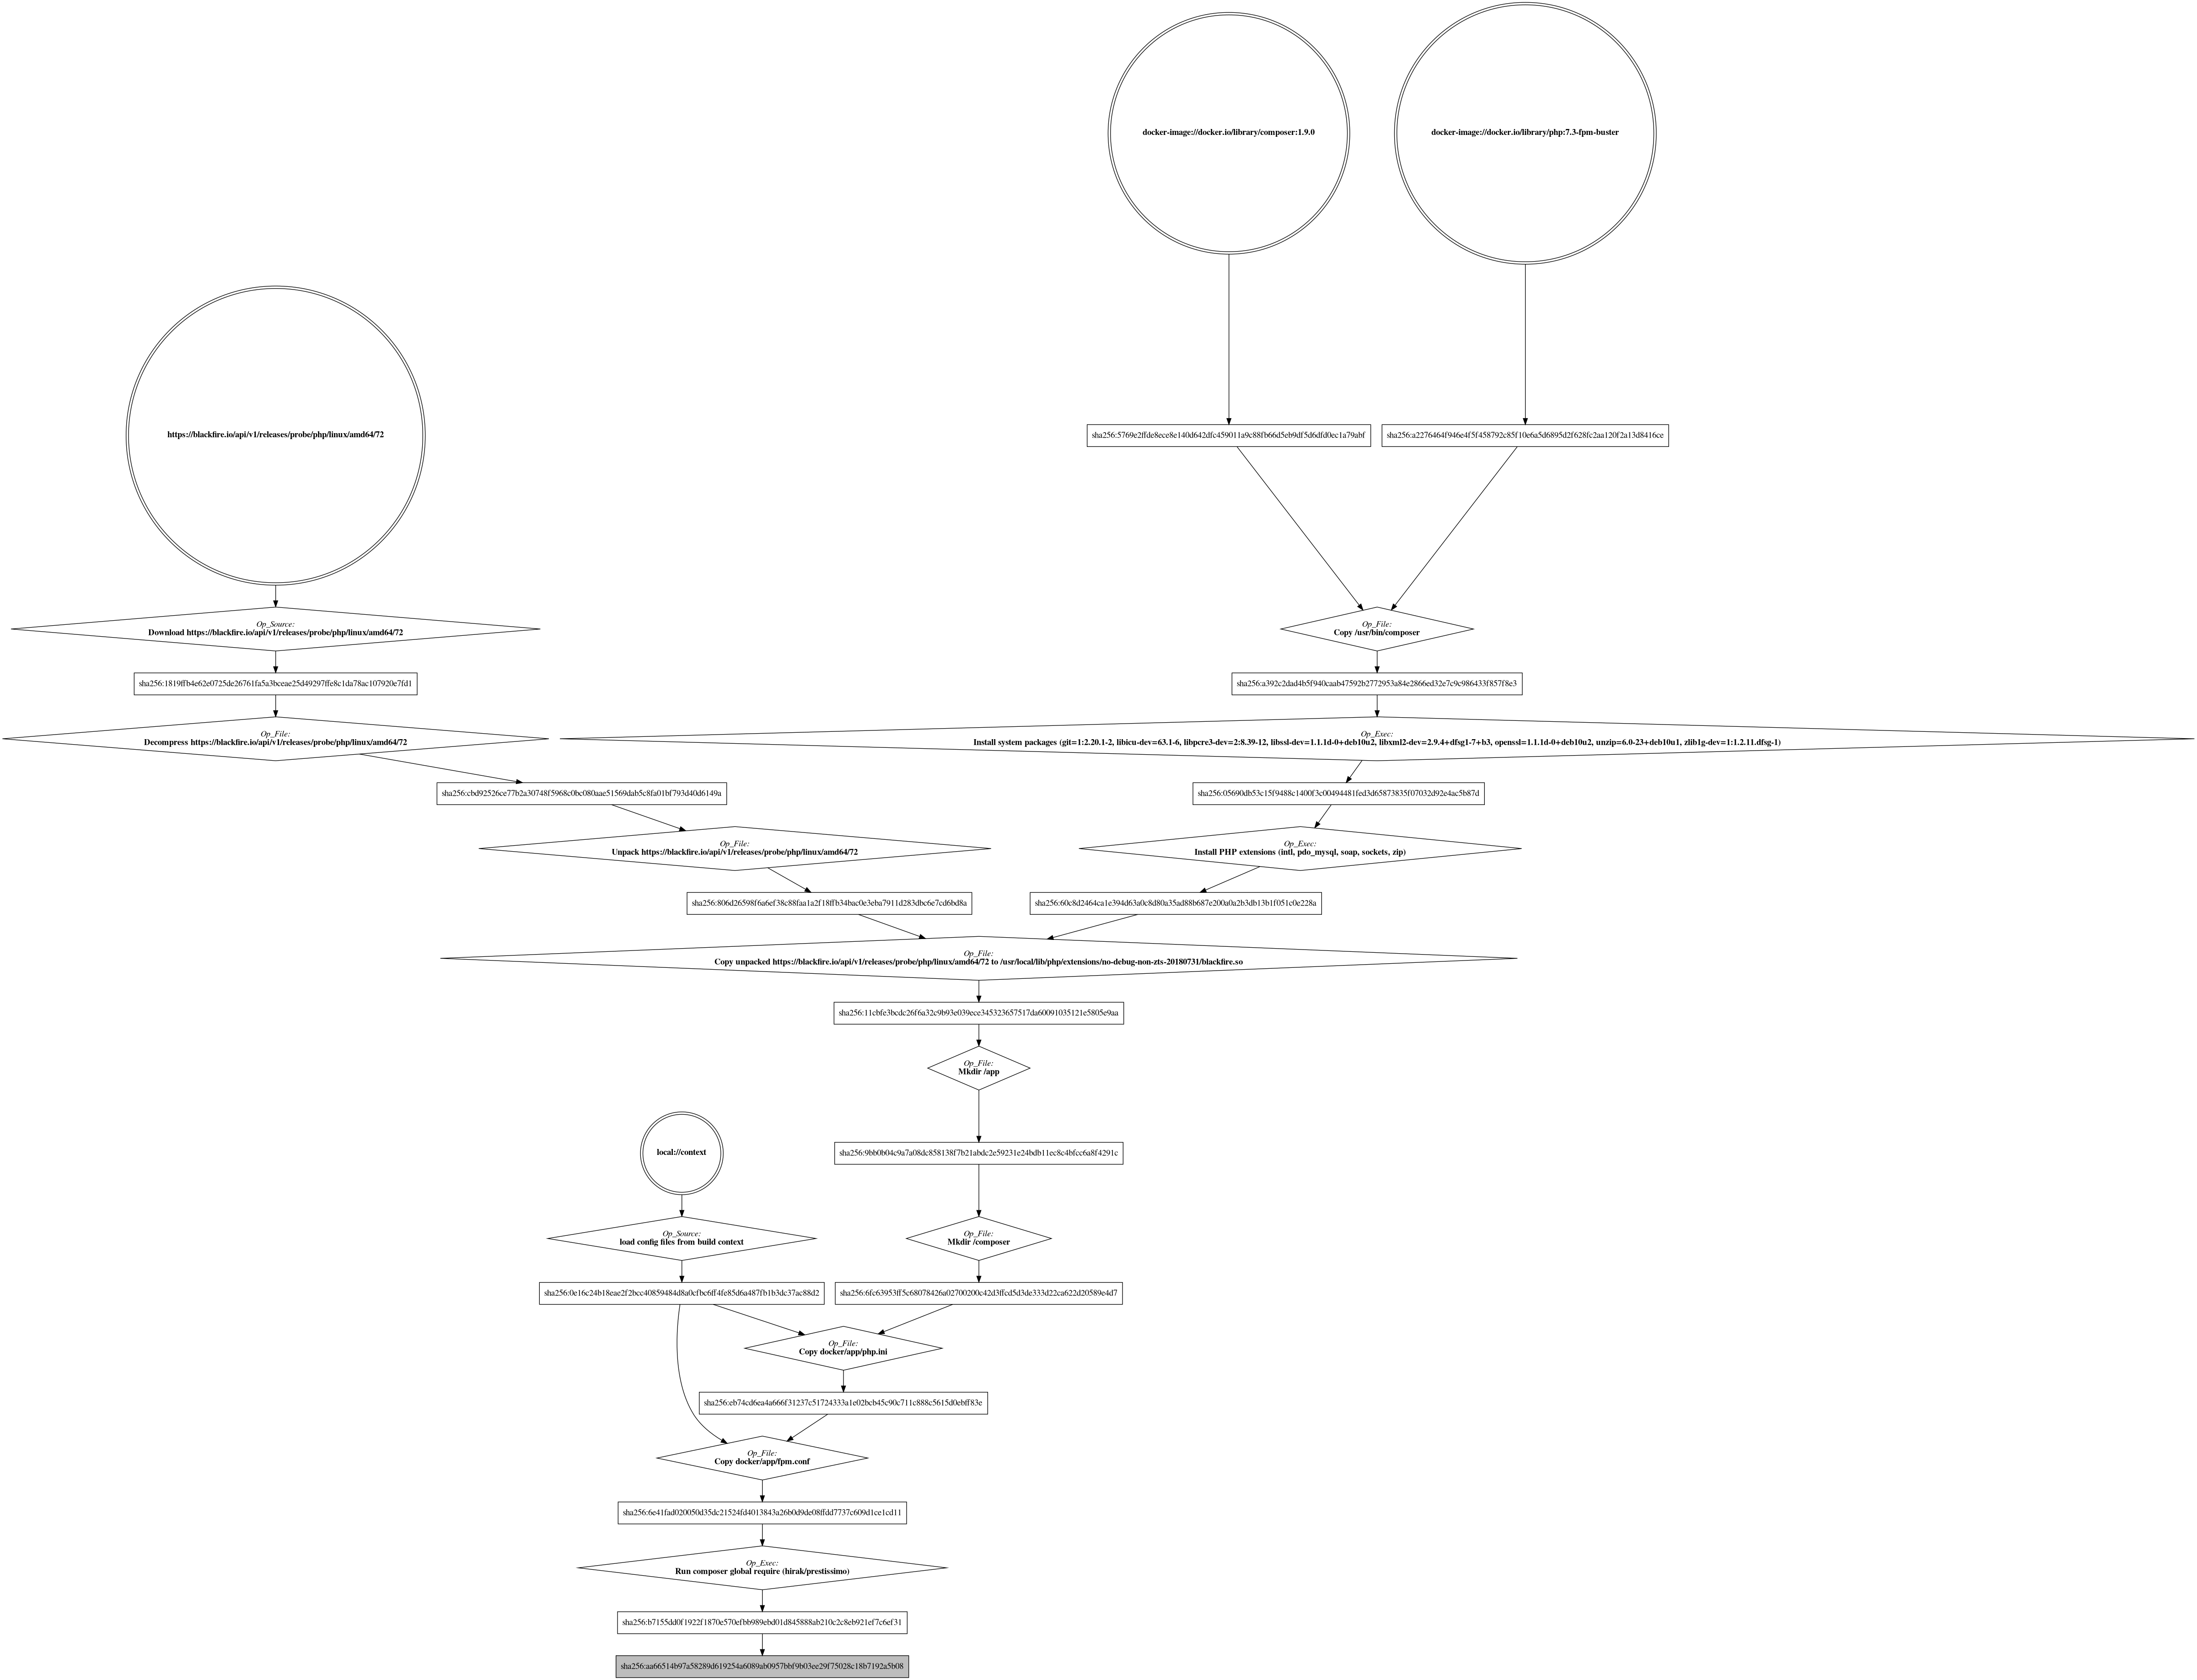 docker-image://docker.io/library/composer:1.9.0
docker-image://docker.io/library/php:7.3-fpm-buster
https://blackfire.io/api/v1/releases/probe/php/linux/amd64/72
sha256:5769e2ffde8ece8e140d642dfc459011a9c88fb66d5eb9df5d6dfd0ec1a79abf
sha256:a2276464f946e4f5f458792c85f10e6a5d6895d2f628fc2aa120f2a13d8416ce
Op_Source:
Download https://blackfire.io/api/v1/releases/probe/php/linux/amd64/72
Op_File:
Copy /usr/bin/composer
sha256:1819ffb4e62e0725de26761fa5a3bceae25d49297ffe8c1da78ac107920e7fd1
sha256:a392c2dad4b5f940caab47592b2772953a84e2866ed32e7c9c986433f857f8e3
Op_File:
Decompress https://blackfire.io/api/v1/releases/probe/php/linux/amd64/72
Op_Exec:
Install system packages (git=1:2.20.1-2, libicu-dev=63.1-6, libpcre3-dev=2:8.39-12, libssl-dev=1.1.1d-0+deb10u2, libxml2-dev=2.9.4+dfsg1-7+b3, openssl=1.1.1d-0+deb10u2, unzip=6.0-23+deb10u1, zlib1g-dev=1:1.2.11.dfsg-1)
sha256:cbd92526ce77b2a30748f5968c0bc080aae51569dab5c8fa01bf793d40d6149a
sha256:05690db53c15f9488c1400f3c00494481fed3d65873835f07032d92e4ac5b87d
Op_File:
Unpack https://blackfire.io/api/v1/releases/probe/php/linux/amd64/72
Op_Exec:
Install PHP extensions (intl, pdo_mysql, soap, sockets, zip)
sha256:806d26598f6a6ef38c88faa1a2f18ffb34bac0e3eba7911d283dbc6e7cd6bd8a
sha256:60c8d2464ca1e394d63a0c8d80a35ad88b687e200a0a2b3db13b1f051c0e228a
Op_File:
Copy unpacked https://blackfire.io/api/v1/releases/probe/php/linux/amd64/72 to /usr/local/lib/php/extensions/no-debug-non-zts-20180731/blackfire.so
sha256:11cbfe3bcdc26f6a32c9b93e039ece345323657517da60091035121e5805e9aa
Op_File:
Mkdir /app
local://context
sha256:9bb0b04c9a7a08dc858138f7b21abdc2e59231e24bdb11ec8c4bfcc6a8f4291c
Op_Source:
load config files from build context
Op_File:
Mkdir /composer
sha256:0e16c24b18eae2f2bcc40859484d8a0cfbc6ff4fe85d6a487fb1b3dc37ac88d2
sha256:6fc63953ff5c68078426a02700200c42d3ffcd5d3de333d22ca622d20589e4d7
Op_File:
Copy docker/app/php.ini
sha256:eb74cd6ea4a666f31237c51724333a1e02bcb45c90c711c888c5615d0ebff83e
Op_File:
Copy docker/app/fpm.conf
sha256:6e41fad020050d35dc21524fd4013843a26b0d9de08ffdd7737c609d1ce1cd11
Op_Exec:
Run composer global require (hirak/prestissimo)
sha256:b7155dd0f1922f1870e570efbb989ebd01d845888ab210c2c8eb921ef7c6ef31
sha256:aa66514b97a58289d619254a6089ab0957bbf9b03ee29f75028c18b7192a5b08